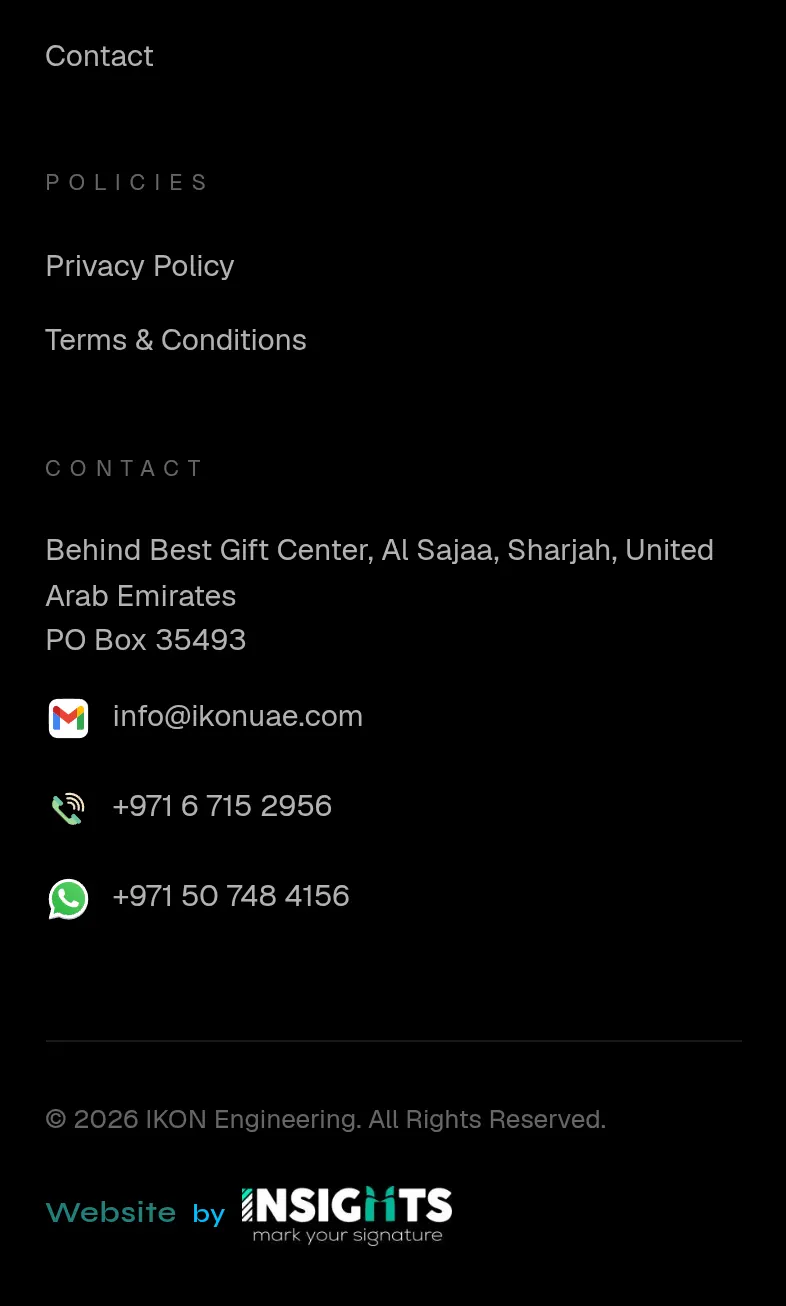 Contact
POLICIES
Privacy Policy
Terms & Conditions
CONTACT
Behind Best Gift Center, Al Sajaa, Sharjah, United
Arab Emirates
PO Box 35493
info@ikonuae.com
+971 6 715 2956
+971 50 748 4156
© 2026 IKON Engineering. All Rights Reserved.
Website by INSIGHTS
mark your signature